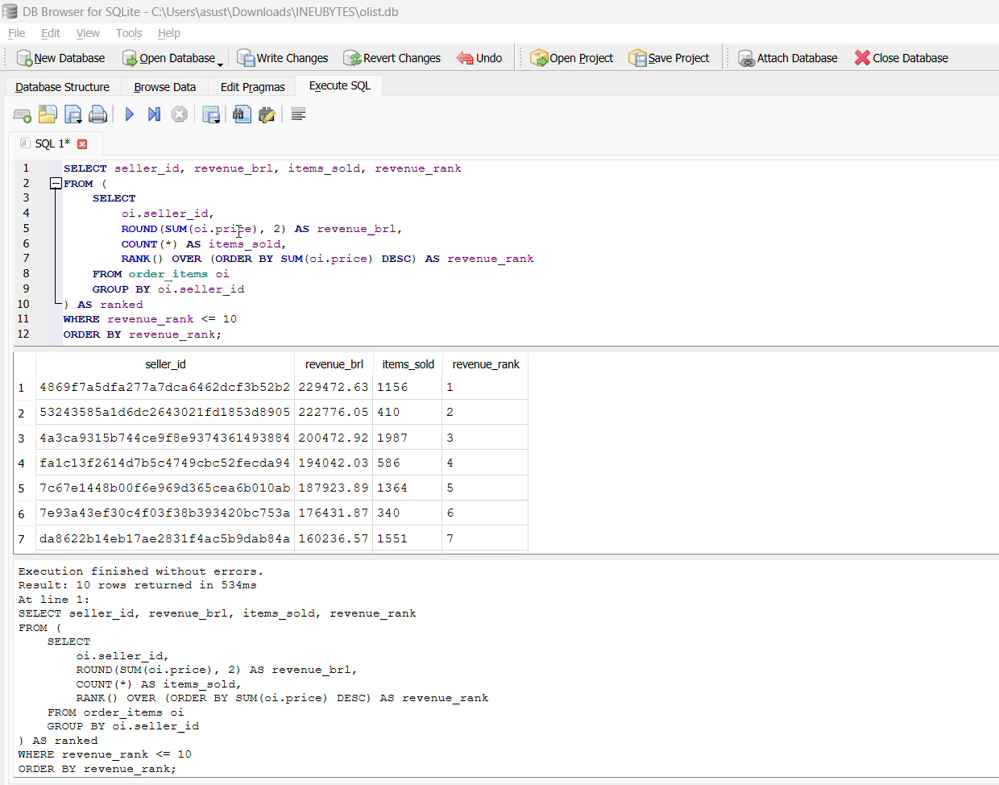 DB Browser for SQLite - C:\Users\asust\Downloads\INEUBYTES\olist.db
File Edit View Tools Help
New Database Open Database Write Changes Revert Changes Undo Open Project Save Project Attach Database Close Database
Database Structure Browse Data Edit Pragmas Execute SQL
SQL 1*
1 SELECT seller_id, revenue_brl, items_sold, revenue_rank
2 FROM (
3 SELECT
4 oi.seller_id,
5 ROUND(SUM(oi.price), 2) AS revenue_brl,
6 COUNT(*) AS items_sold,
7 RANK() OVER (ORDER BY SUM(oi.price) DESC) AS revenue_rank
8 FROM order_items oi
9 GROUP BY oi.seller_id
10 ) AS ranked
11 WHERE revenue_rank <= 10
12 ORDER BY revenue_rank;
seller_id revenue_brl items_sold revenue_rank
1 4869f7a5dfa277a7dca6462dcf3b52b2 229472.63 1156 1
2 53243585a1d6dc2643021fd1853d8905 222776.05 410 2
3 4a3ca9315b744ce9f8e9374361493884 200472.92 1987 3
4 fa1c13f2614d7b5c4749cbc52fecda94 194042.03 586 4
5 7c67e1448b00f6e969d365cea6b010ab 187923.89 1364 5
6 7e93a43ef30c4f03f38b393420bc753a 176431.87 340 6
7 da8622b14eb17ae2831f4ac5b9dab84a 160236.57 1551 7
Execution finished without errors.
Result: 10 rows returned in 534ms
At line 1:
SELECT seller_id, revenue_brl, items_sold, revenue_rank
FROM (
SELECT
oi.seller_id,
ROUND(SUM(oi.price), 2) AS revenue_brl,
COUNT(*) AS items_sold,
RANK() OVER (ORDER BY SUM(oi.price) DESC) AS revenue_rank
FROM order_items oi
GROUP BY oi.seller_id
) AS ranked
WHERE revenue_rank <= 10
ORDER BY revenue_rank;